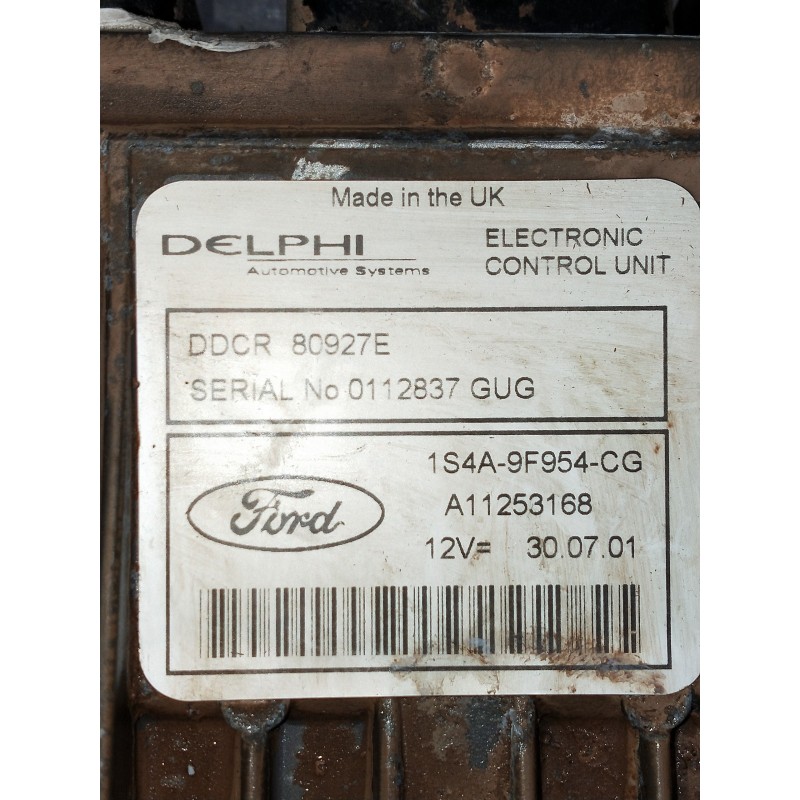 Made in the UK
DELPHI
Automotive Systems
ELECTRONIC
CONTROL UNIT
DDCR 80927E
SERIAL No 0112837 GUG
Ford
1S4A-9F954-CG
A11253168
12V= 30.07.01